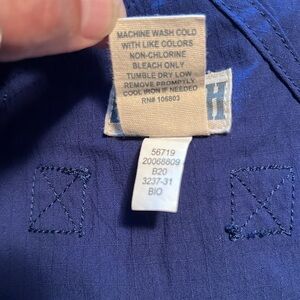 MACHINE WASH COLD
WITH LIKE COLORS
NON-CHLORINE
BLEACH ONLY
TUMBLE DRY LOW
REMOVE PROMPTLY
COOL IRON IF NEEDED
RN# 106803
H
56719
20068809
B20
3237-31
BIO